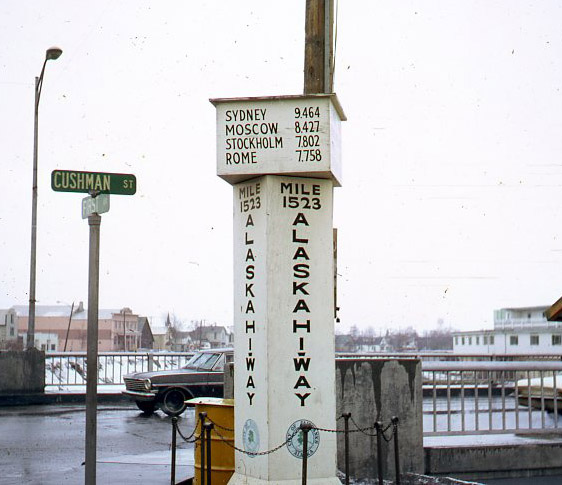 SYDNEY 9.464
MOSCOW 8.427
STOCKHOLM 7.802
ROME 7.758
CUSHMAN ST
MILE
1523
ALASKA HI-WAY
MILE
1523
ALASKA HI-WAY